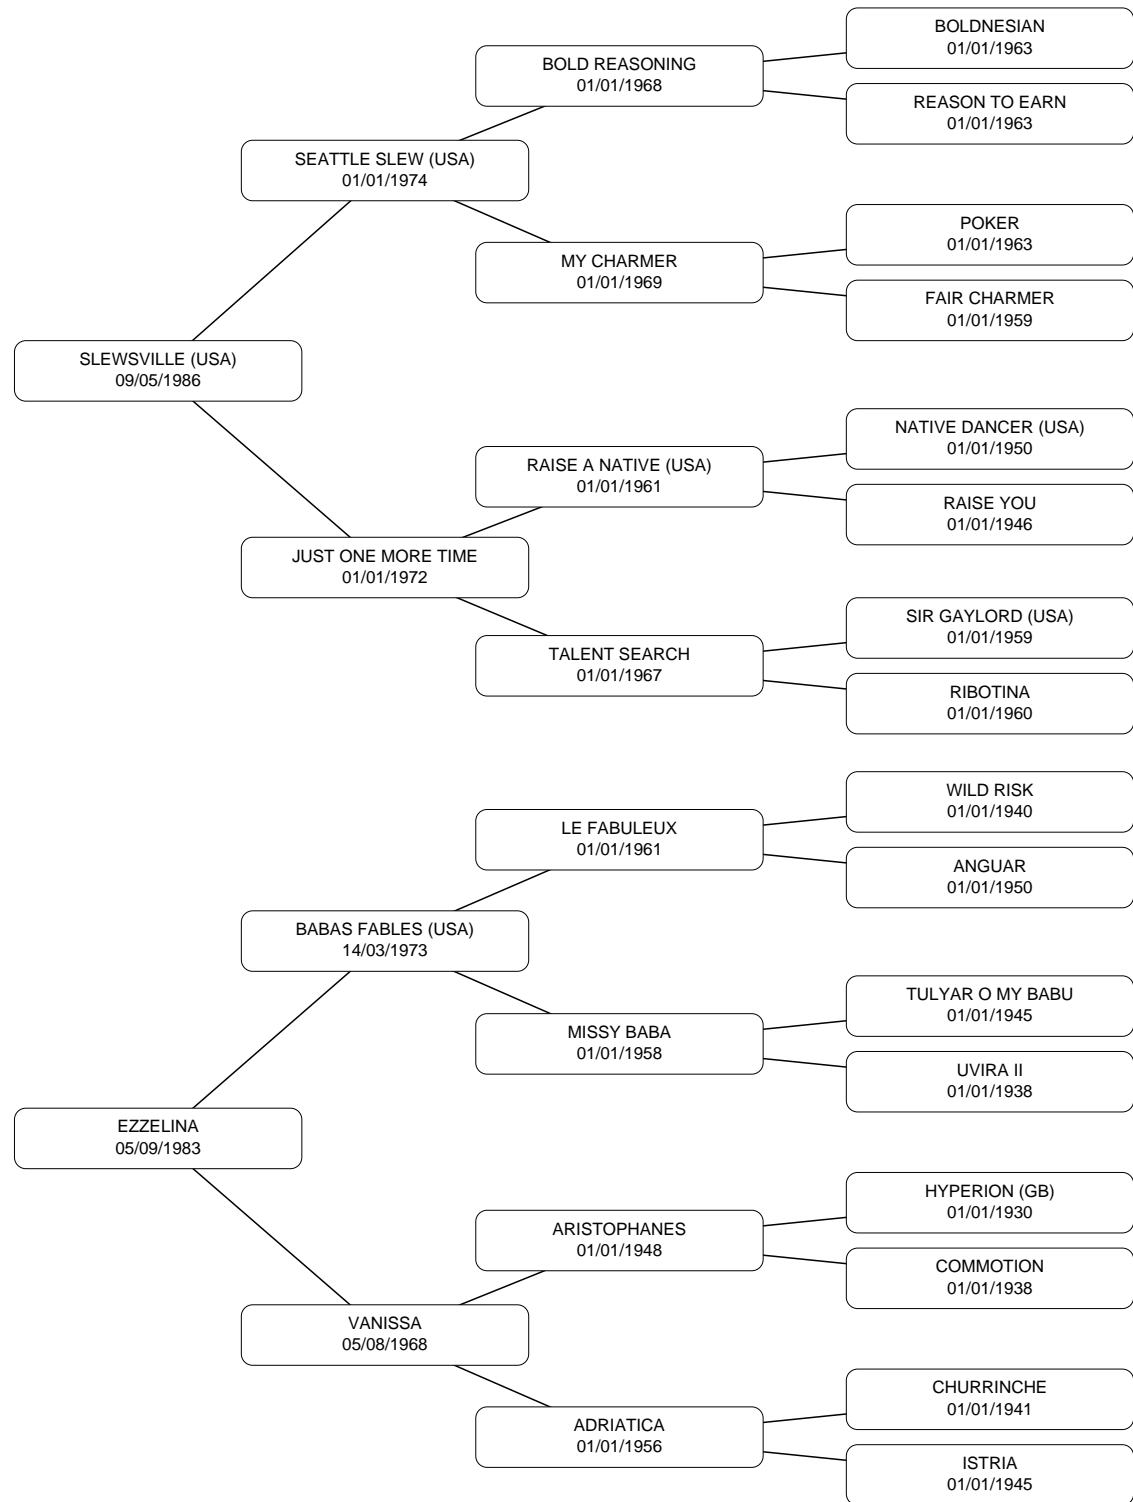 BOLDNESIAN
01/01/1963
BOLD REASONING
01/01/1968
REASON TO EARN
01/01/1963
SEATTLE SLEW (USA)
01/01/1974
POKER
01/01/1963
MY CHARMER
01/01/1969
FAIR CHARMER
01/01/1959
SLEWSVILLE (USA)
09/05/1986
NATIVE DANCER (USA)
01/01/1950
RAISE A NATIVE (USA)
01/01/1961
RAISE YOU
01/01/1946
JUST ONE MORE TIME
01/01/1972
SIR GAYLORD (USA)
01/01/1959
TALENT SEARCH
01/01/1967
RIBOTINA
01/01/1960
WILD RISK
01/01/1940
LE FABULEUX
01/01/1961
ANGUAR
01/01/1950
BABAS FABLES (USA)
14/03/1973
TULYAR O MY BABU
01/01/1945
MISSY BABA
01/01/1958
UVIRA II
01/01/1938
EZZELINA
05/09/1983
HYPERION (GB)
01/01/1930
ARISTOPHANES
01/01/1948
COMMOTION
01/01/1938
VANISSA
05/08/1968
CHURRINCHE
01/01/1941
ADRIATICA
01/01/1956
ISTRIA
01/01/1945